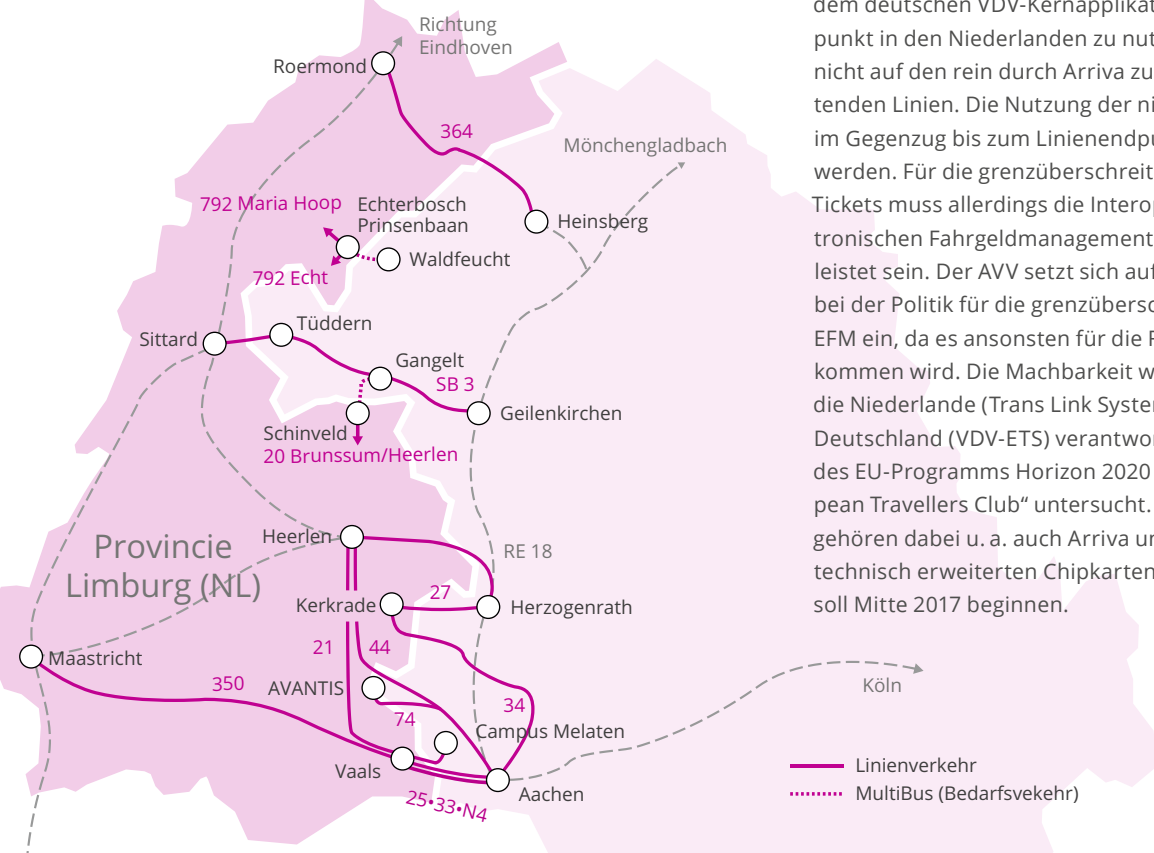 Richtung
Eindhoven
Roermond
364
Mönchengladbach
792 Maria Hoop
Echterbosch
Prinsenbaan
Heinsberg
Waldfeucht
792 Echt
Tüddern
Sittard
Gangelt
SB 3
Geilenkirchen
Schinveld
20 Brunssum/Heerlen
Provincie
Limburg (NL)
Heerlen
RE 18
27
Kerkrade
Herzogenrath
21
44
Maastricht
350
AVANTIS
74
34
Campus Melaten
Köln
Vaals
Aachen
25•33•N4
Linienverkehr
MultiBus (Bedarfsvekehr)
dem deutschen VDV-Kernapplikat
punkt in den Niederlanden zu nut
nicht auf den rein durch Arriva zu
tenden Linien. Die Nutzung der ni
im Gegenzug bis zum Linienendpu
werden. Für die grenzüberschreit
Tickets muss allerdings die Interop
tronischen Fahrgeldmanagement
leistet sein. Der AVV setzt sich auf
bei der Politik für die grenzübersc
EFM ein, da es ansonsten für die F
kommen wird. Die Machbarkeit w
die Niederlande (Trans Link System
Deutschland (VDV-ETS) verantwor
des EU-Programms Horizon 2020
pean Travellers Club“ untersucht.
gehören dabei u. a. auch Arriva un
technisch erweiterten Chipkarten
soll Mitte 2017 beginnen.